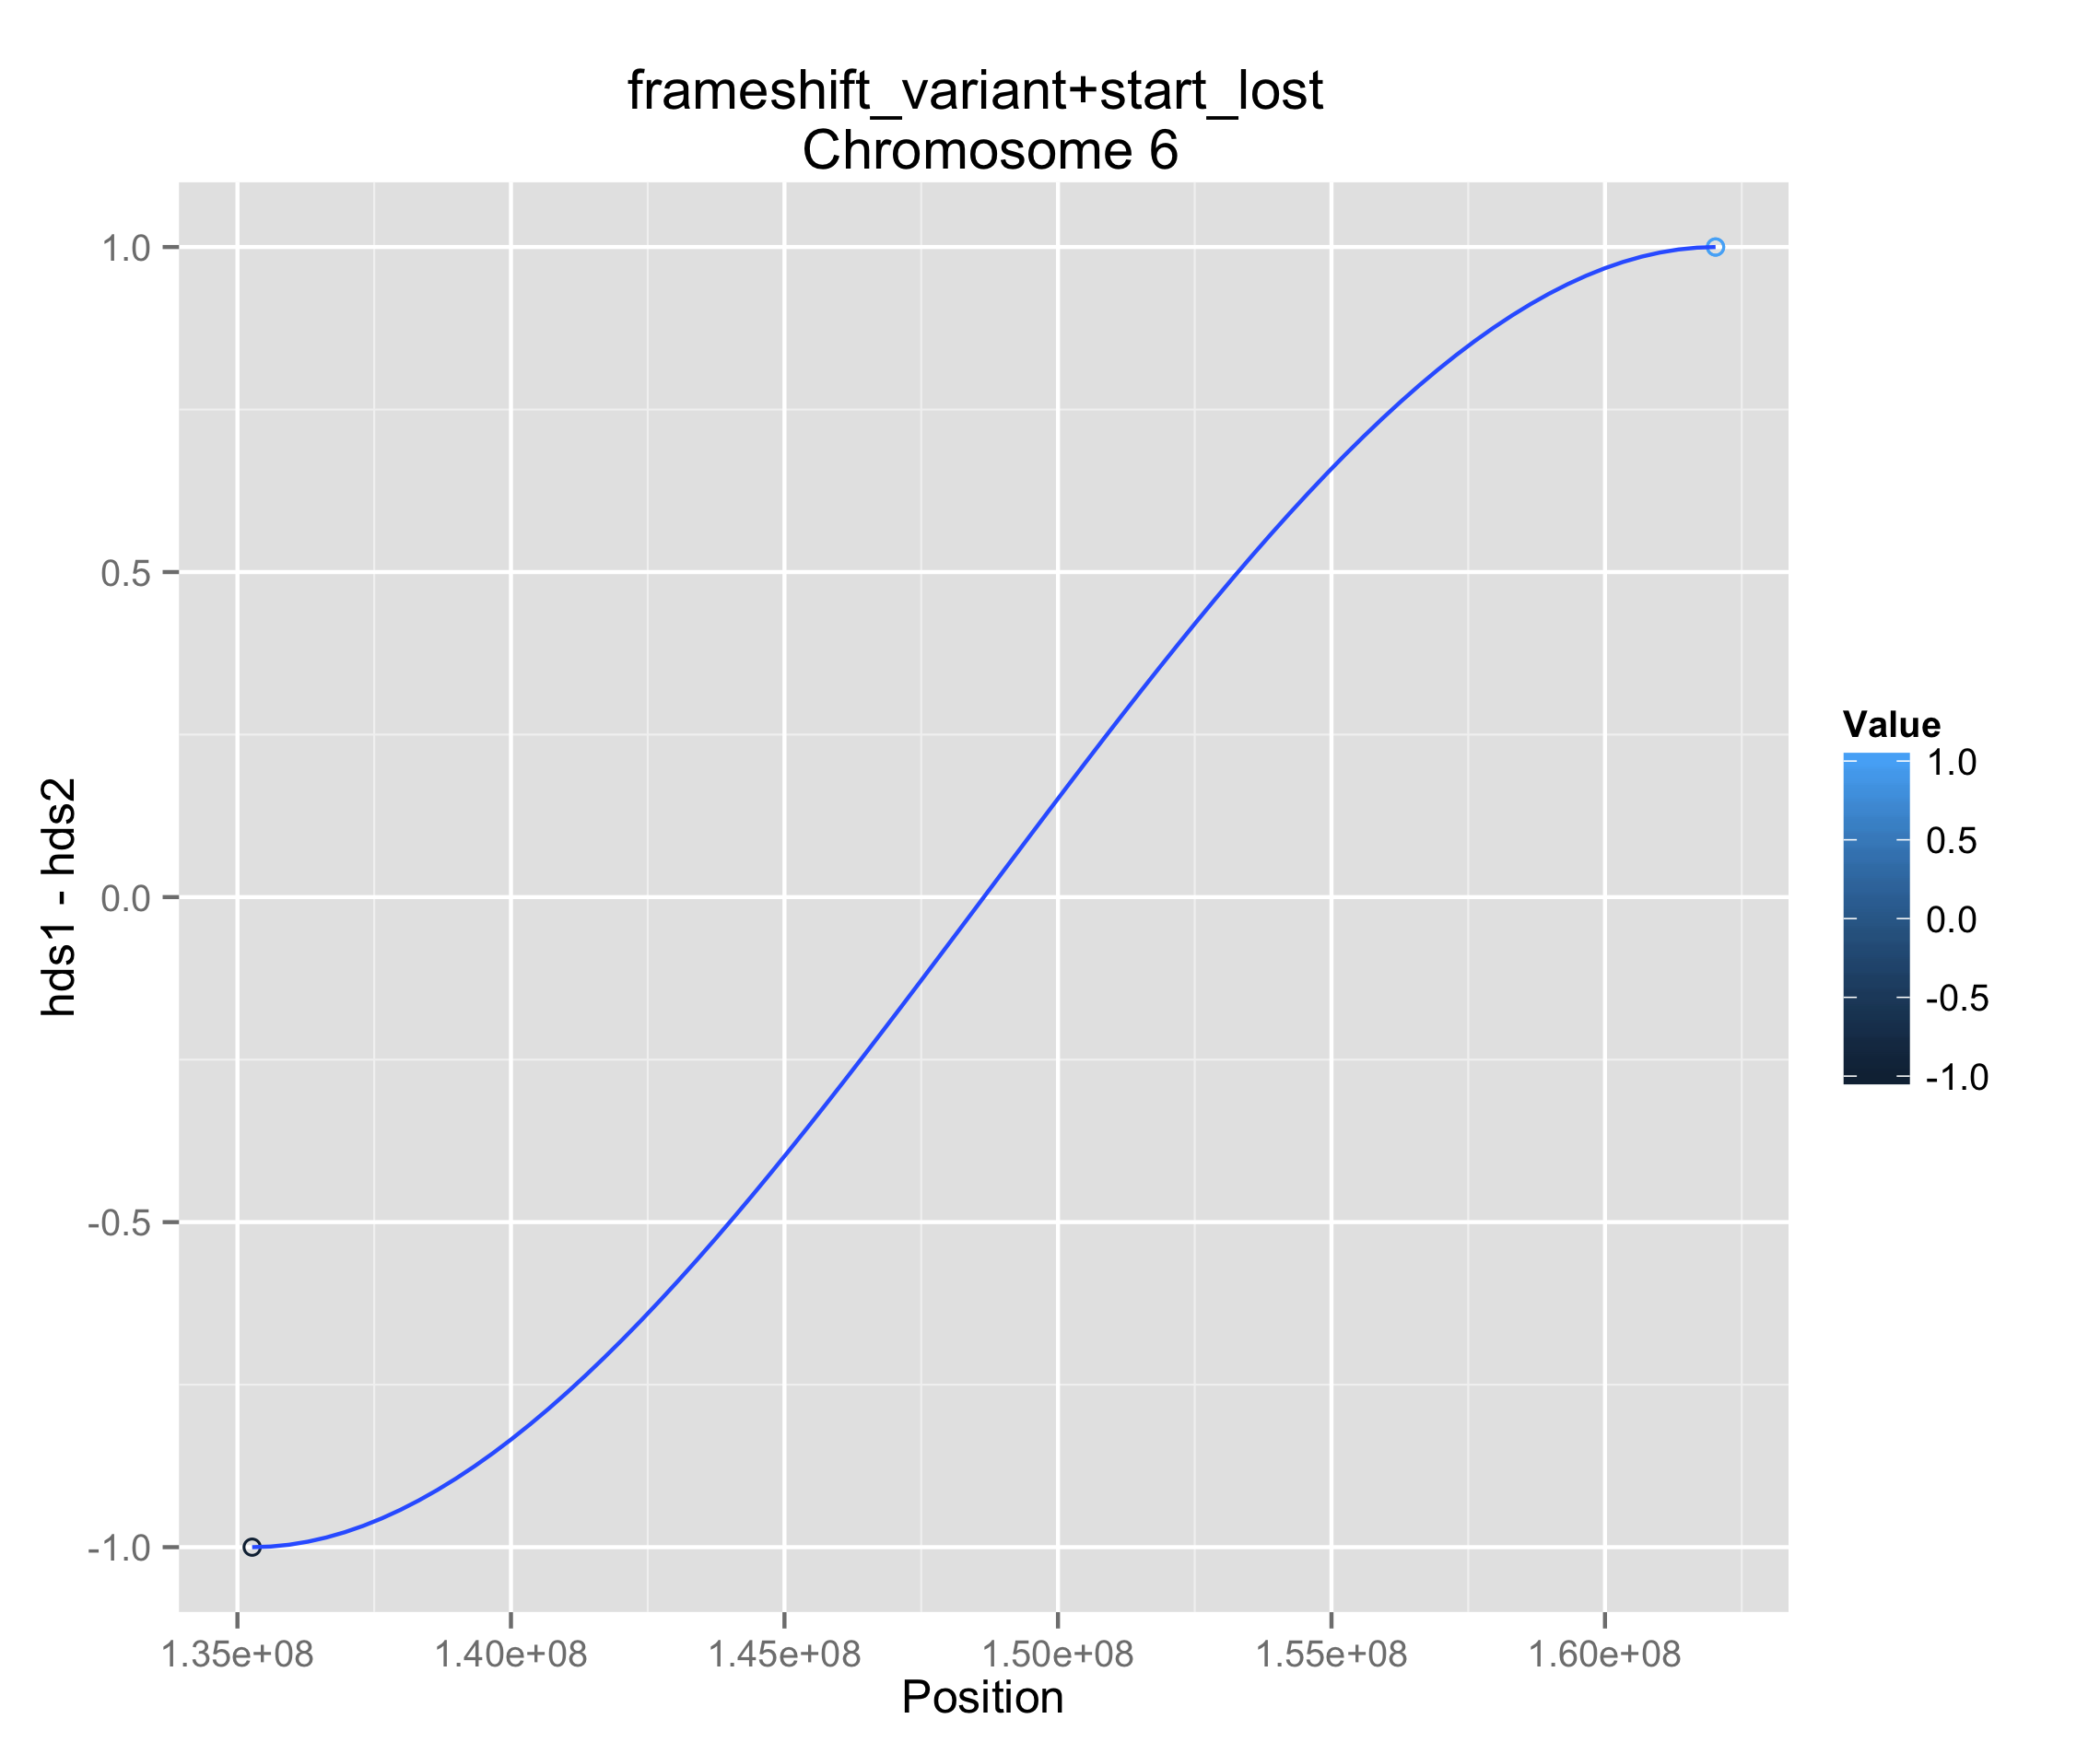 frameshift_variant+start_lost
Chromosome 6
hds1 - hds2
1.0
0.5
0.0
-0.5
-1.0
1.35e+08
1.40e+08
1.45e+08
1.50e+08
1.55e+08
1.60e+08
Position
Value
1.0
0.5
0.0
-0.5
-1.0